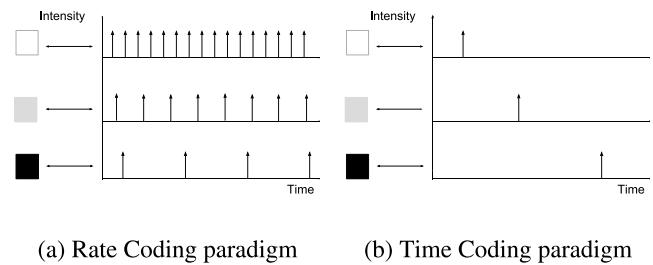 Intensity
Time
Intensity
Time
(a) Rate Coding paradigm
(b) Time Coding paradigm